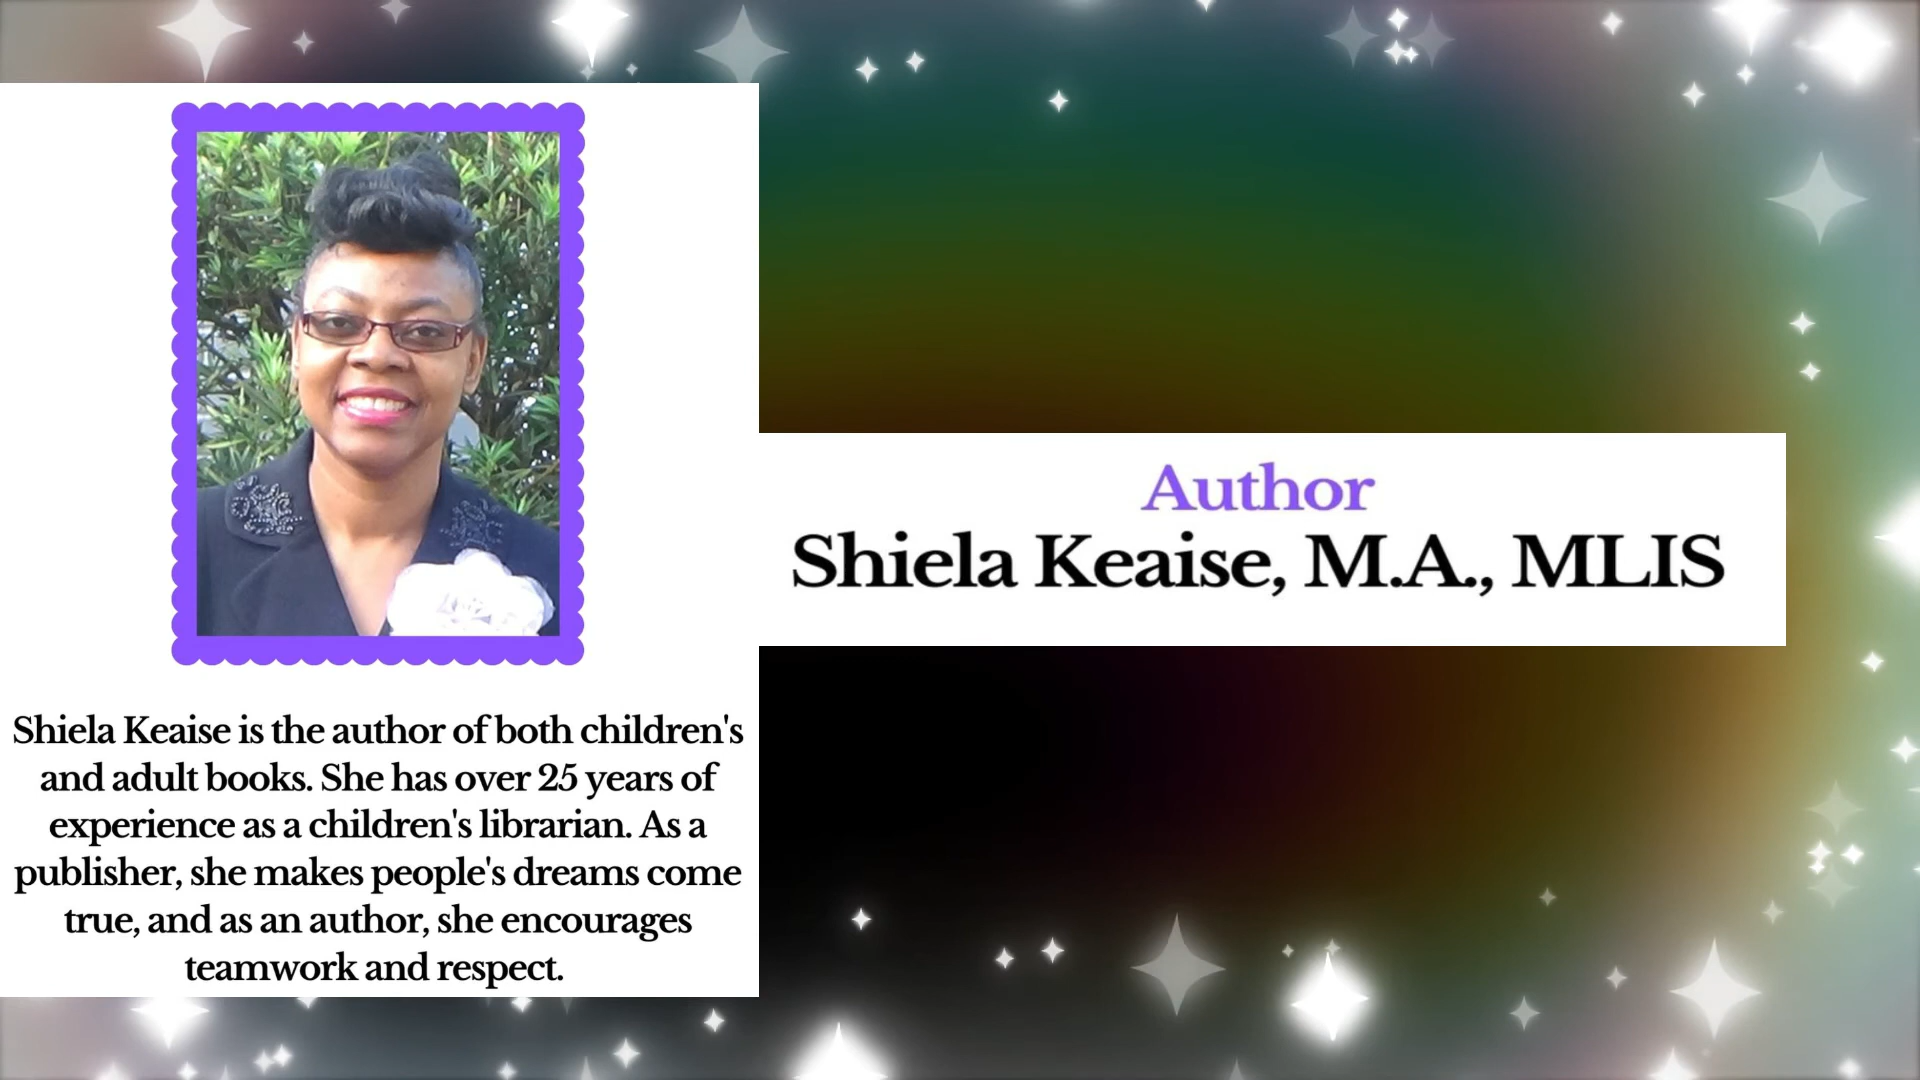 Author
Shiela Keaise, M.A., MLIS
Shiela Keaise is the author of both children's
and adult books. She has over 25 years of
experience as a children's librarian. As a
publisher, she makes people's dreams come
true, and as an author, she encourages
teamwork and respect.